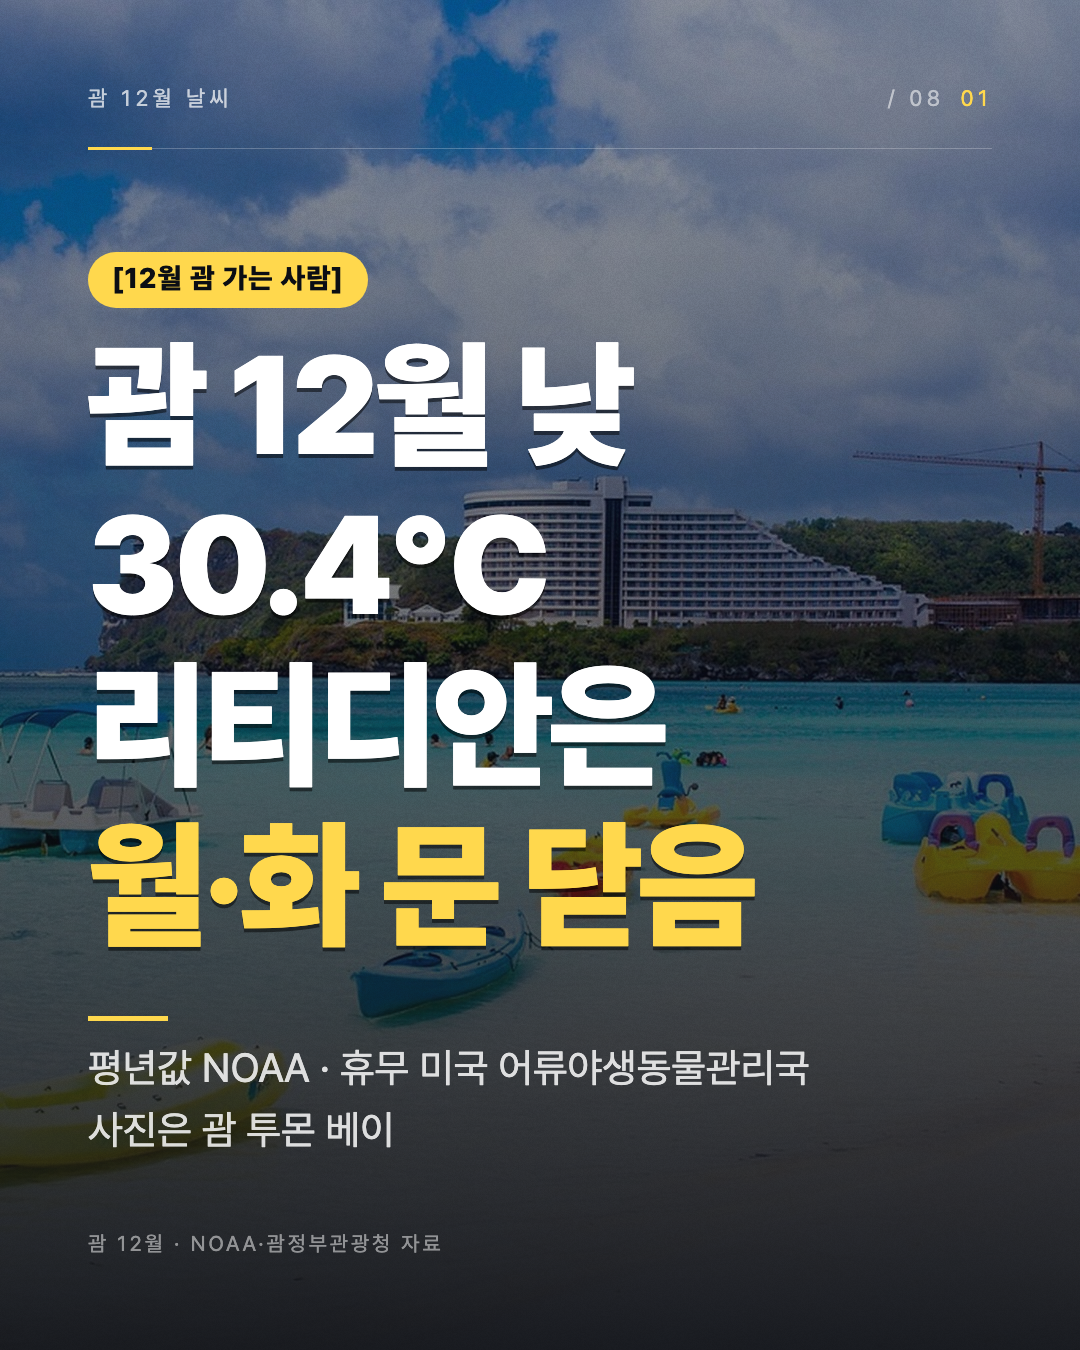 괌 12월 날씨
/ 08 01
[12월 괌 가는 사람]
괌 12월 낮
30.4°C
리티디안은
월·화 문 닫음
평년값 NOAA · 휴무 미국 어류야생동물관리국
사진은 괌 투몬 베이
괌 12월 · NOAA·괌정부관광청 자료